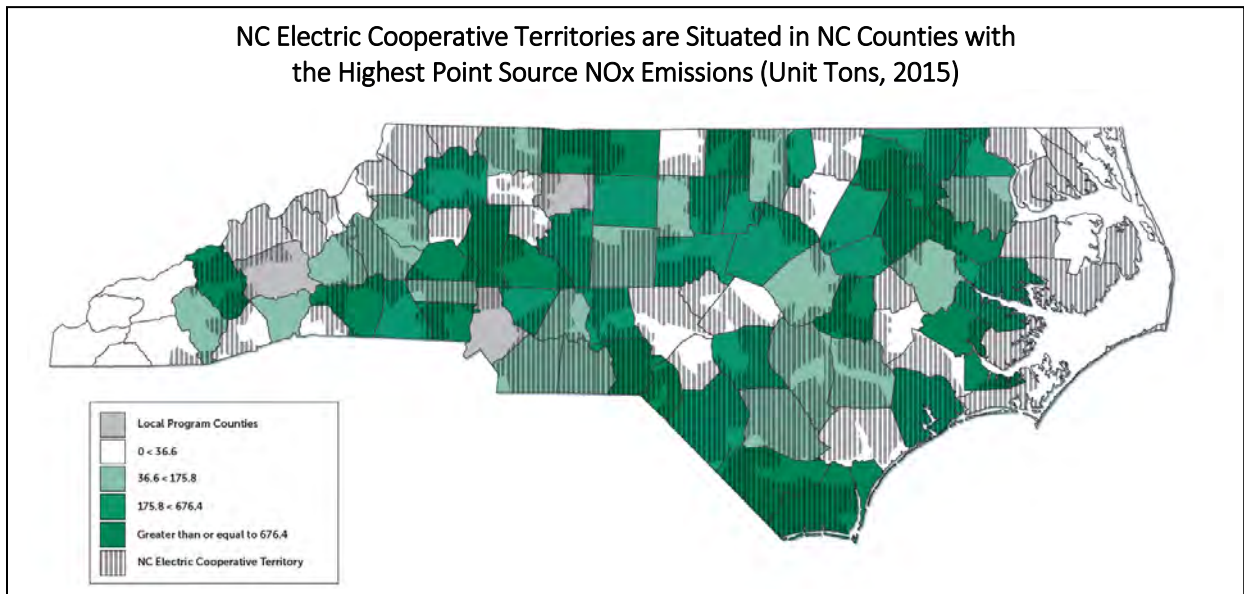 NC Electric Cooperative Territories are Situated in NC Counties with
the Highest Point Source NOx Emissions (Unit Tons, 2015)
Local Program Counties
0 < 36.6
36.6 < 175.8
175.8 < 676.4
Greater than or equal to 676.4
NC Electric Cooperative Territory